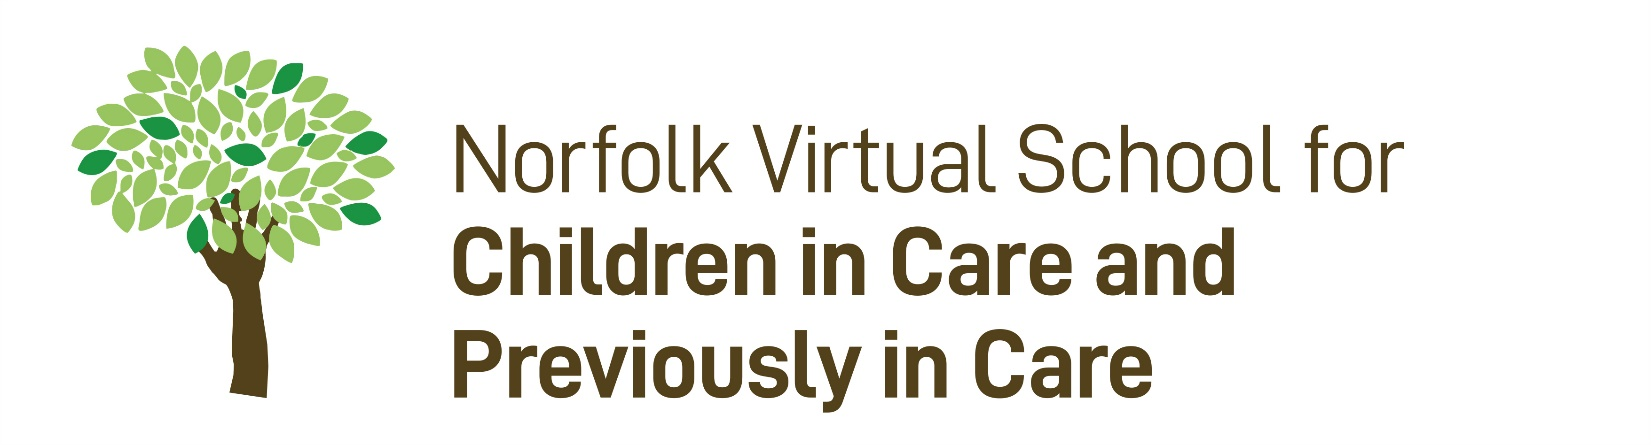 Norfolk Virtual School for
Children in Care and
Previously in Care